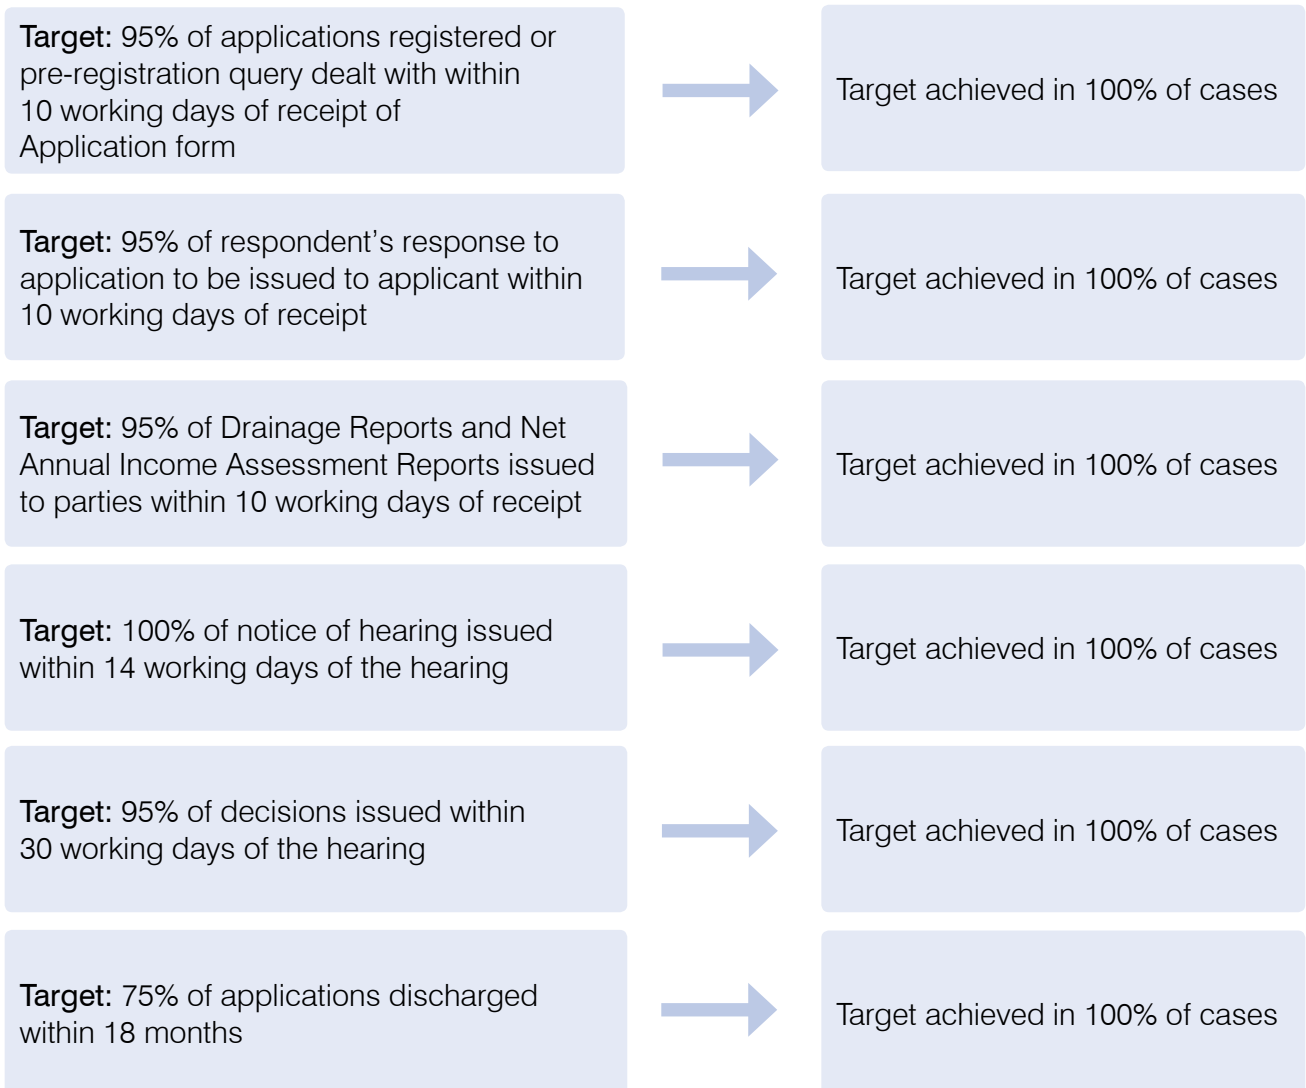 Target: 95% of applications registered or
pre-registration query dealt with within
10 working days of receipt of
Application form
Target achieved in 100% of cases
Target: 95% of respondent’s response to
application to be issued to applicant within
10 working days of receipt
Target achieved in 100% of cases
Target: 95% of Drainage Reports and Net
Annual Income Assessment Reports issued
to parties within 10 working days of receipt
Target achieved in 100% of cases
Target: 100% of notice of hearing issued
within 14 working days of the hearing
Target achieved in 100% of cases
Target: 95% of decisions issued within
30 working days of the hearing
Target achieved in 100% of cases
Target: 75% of applications discharged
within 18 months
Target achieved in 100% of cases